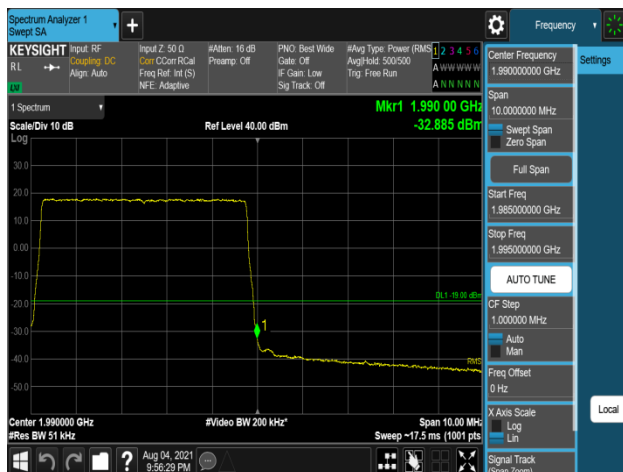 Spectrum Analyzer 1
Swept SA
Frequency
KEYSIGHT
Input: RF
Input Z: 50 Ω
#Atten: 16 dB
PNO: Best Wide
#Avg Type: Power (RMS
1 2 3 4 5 6
RL
Coupling: DC
Corr CCorr RCal
Preamp: Off
Gate: Off
Avg|Hold: 500/500
A W W W W W
Align: Auto
Freq Ref: Int (S)
IF Gain: Low
Trig: Free Run
NFE: Adaptive
Sig Track: Off
A N N N N N
1 Spectrum
Mkr1 1.990 00 GHz
Scale/Div 10 dB
Ref Level 40.00 dBm
-32.885 dBm
Log
30.0
20.0
10.0
0.00
-10.0
-20.0
-30.0
-40.0
-50.0
DL1 -19.00 dBm
1
RMS
Center 1.990000 GHz
#Video BW 200 kHz*
Span 10.00 MHz
#Res BW 51 kHz
Sweep ~17.5 ms (1001 pts
Aug 04, 2021
9:56:29 PM
Center Frequency
1.990000000 GHz
Settings
Span
10.0000000 MHz
Swept Span
Zero Span
Full Span
Start Freq
1.985000000 GHz
Stop Freq
1.995000000 GHz
AUTO TUNE
CF Step
1.000000 MHz
Auto
Man
Freq Offset
0 Hz
X Axis Scale
Log
Lin
Local
Signal Track
(Span Zoom)